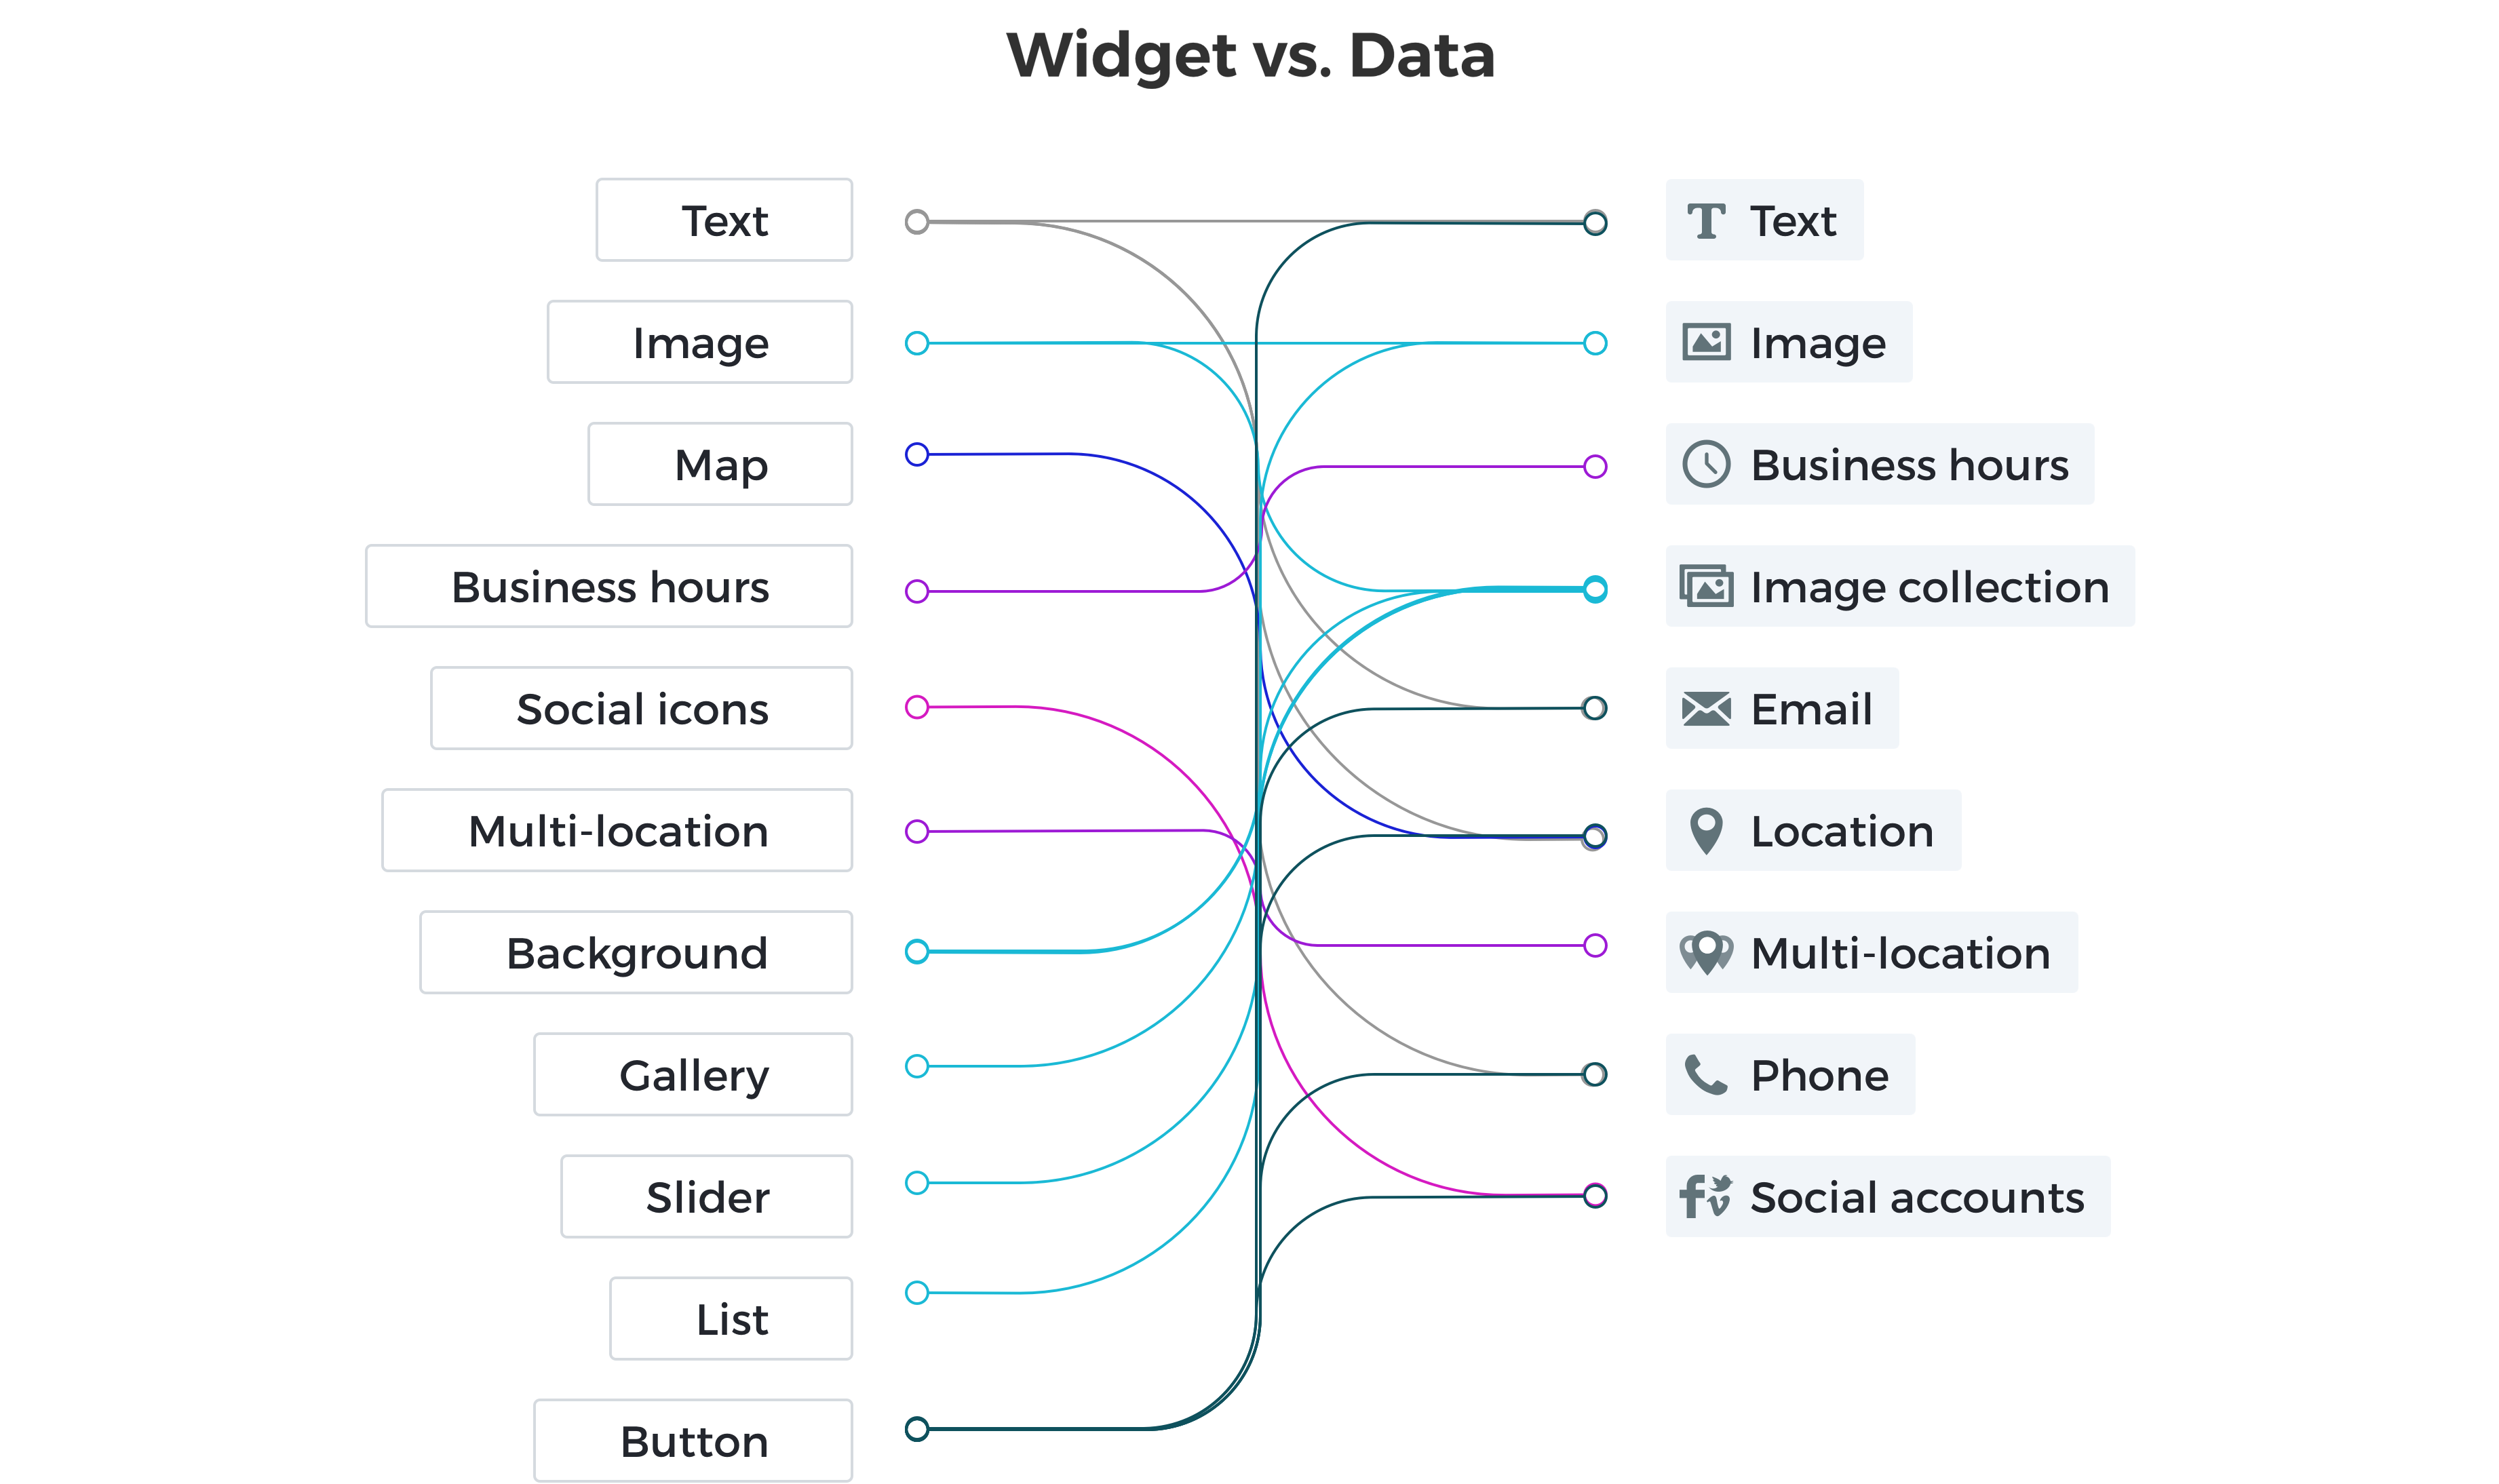 Widget vs. Data
Text
Image
Map
Business hours
Social icons
Multi-location
Background
Gallery
Slider
List
Button
Text
Image
Business hours
Image collection
Email
Location
Multi-location
Phone
Social accounts